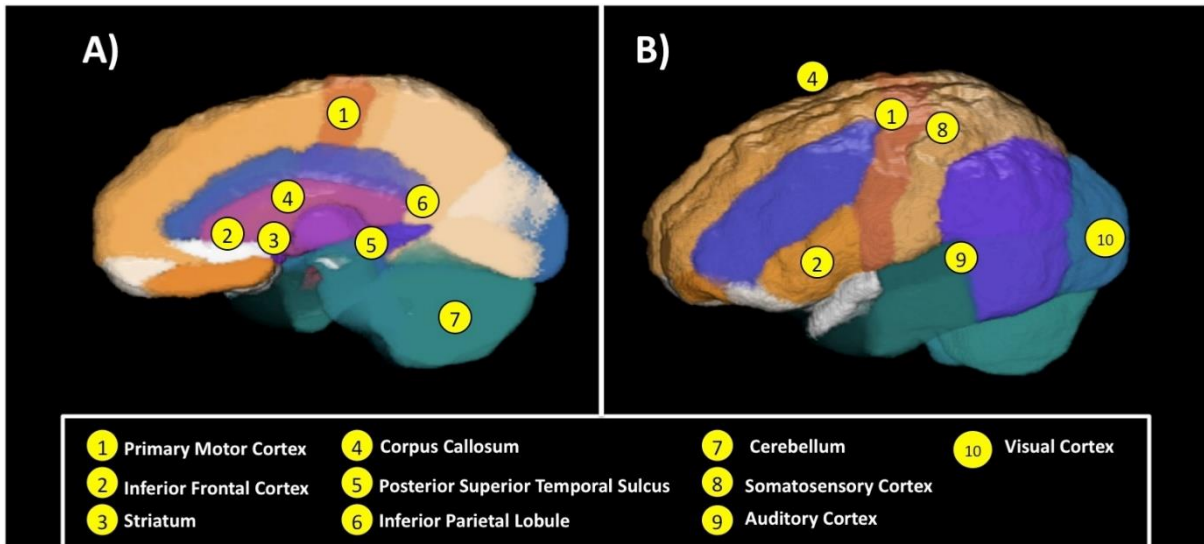 A)
1
4
6
2
3
5
7
B)
4
1
8
2
9
10
1 Primary Motor Cortex
2 Inferior Frontal Cortex
3 Striatum
4 Corpus Callosum
5 Posterior Superior Temporal Sulcus
6 Inferior Parietal Lobule
7 Cerebellum
8 Somatosensory Cortex
9 Auditory Cortex
10 Visual Cortex